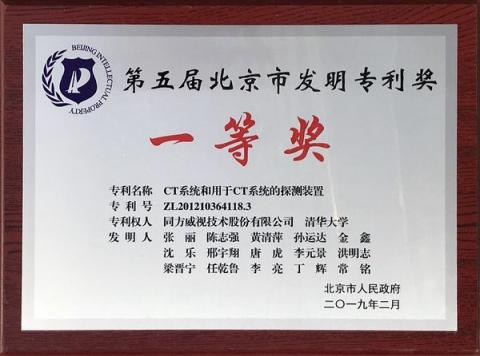 BEIJING INTELLECTUAL PROPERTY
第五届北京市发明专利奖
一等奖
专利名称 CT系统和用于CT系统的探测装置
专利号 ZL201210364118.3
专利权人 同方威视技术股份有限公司 清华大学
发明人 张丽 陈志强 黄清萍 孙运达 金鑫
沈乐 邢宇翔 唐虎 李元景 洪明志
梁晋宁 任乾鲁 李亮 丁辉 常铭
北京市人民政府
二〇一九年二月